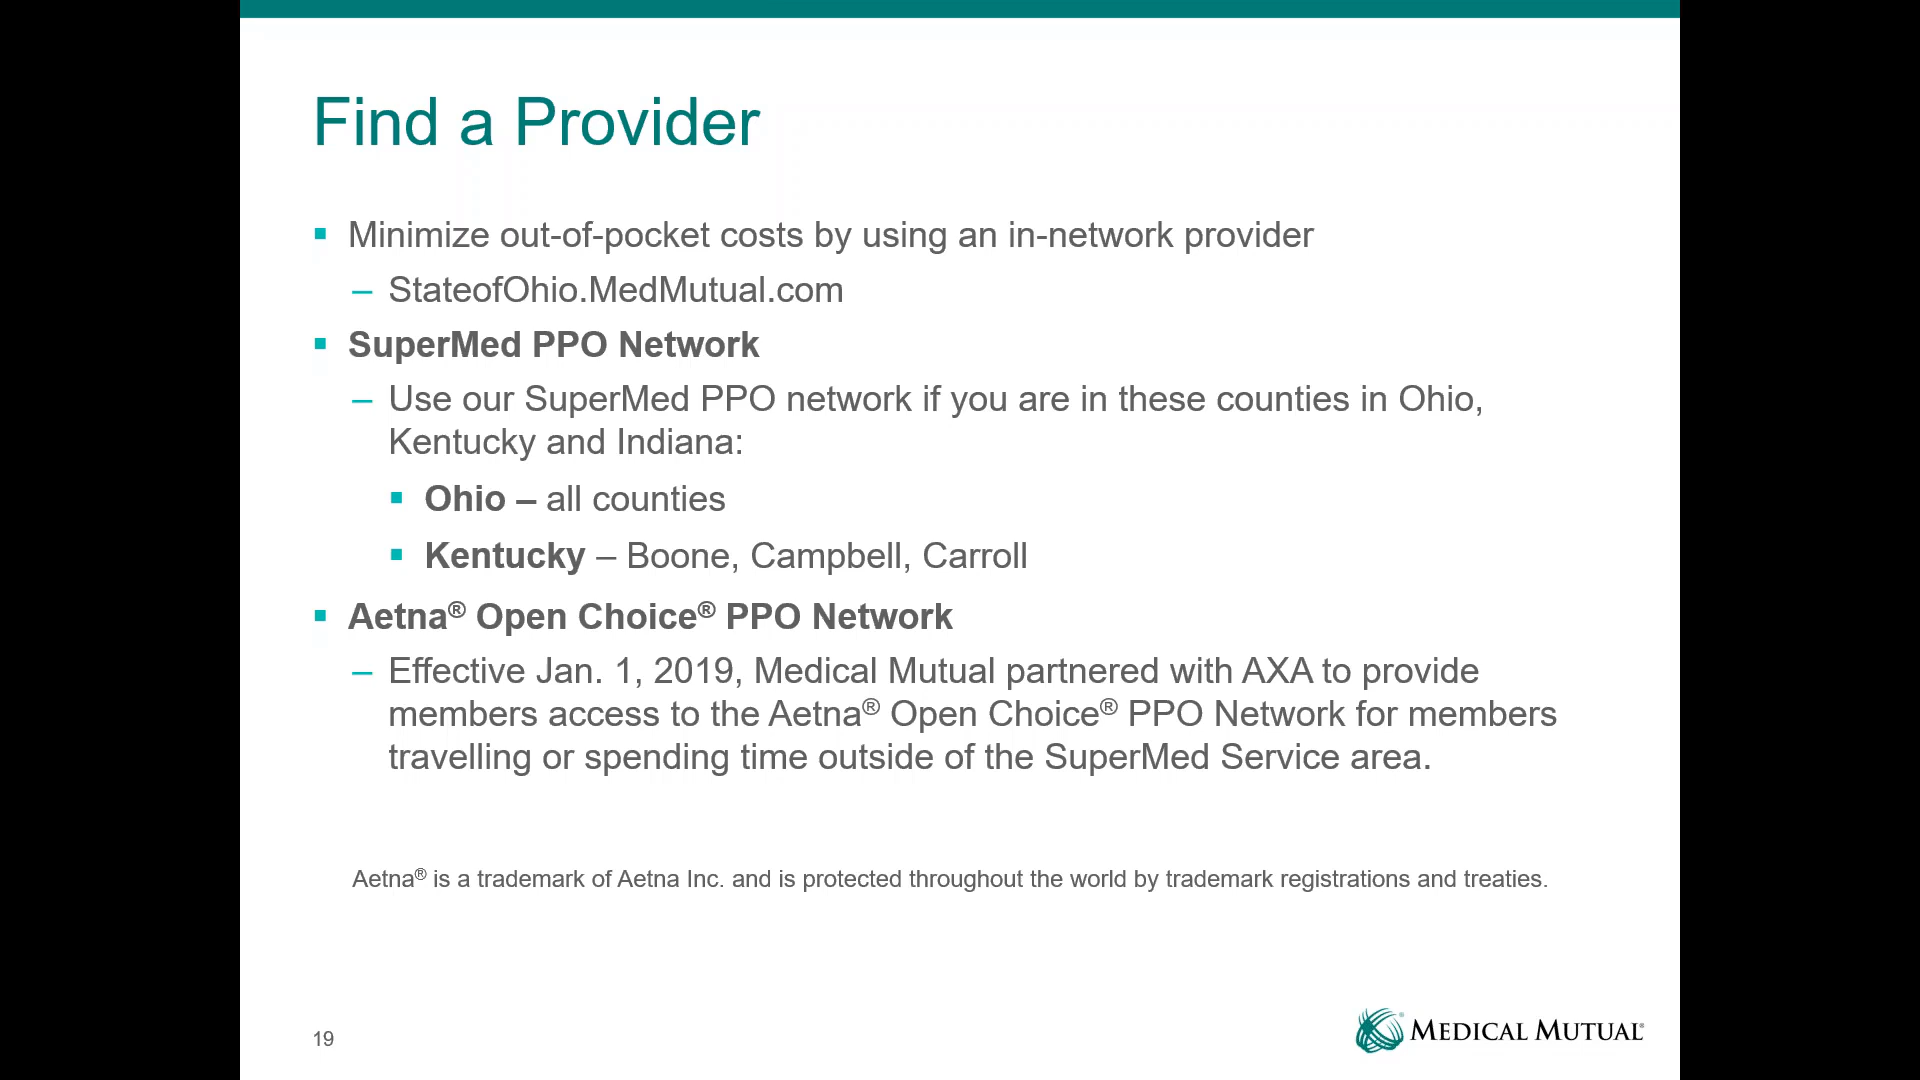 Find a Provider
▪ Minimize out-of-pocket costs by using an in-network provider
– StateofOhio.MedMutual.com
▪ SuperMed PPO Network
– Use our SuperMed PPO network if you are in these counties in Ohio,
Kentucky and Indiana:
▪ Ohio – all counties
▪ Kentucky – Boone, Campbell, Carroll
▪ Aetna® Open Choice® PPO Network
– Effective Jan. 1, 2019, Medical Mutual partnered with AXA to provide
members access to the Aetna® Open Choice® PPO Network for members
travelling or spending time outside of the SuperMed Service area.
Aetna® is a trademark of Aetna Inc. and is protected throughout the world by trademark registrations and treaties.
19
® MEDICAL MUTUAL®